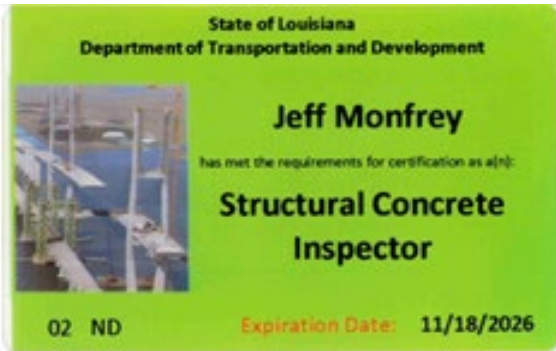 State of Louisiana
Department of Transportation and Development
Jeff Monfrey
has met the requirements for certification as a(n):
Structural Concrete
Inspector
02 ND
Expiration Date: 11/18/2026